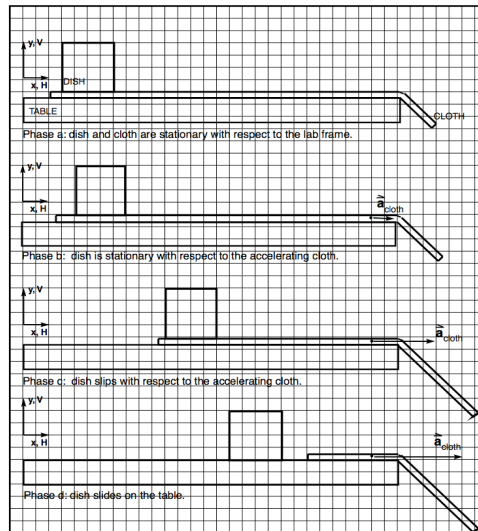 y, V
DISH
x, H
TABLE
CLOTH
Phase a: dish and cloth are stationary with respect to the lab frame.
y, V
a cloth
x, H
Phase b: dish is stationary with respect to the accelerating cloth.
y, V
a cloth
x, H
Phase c: dish slips with respect to the accelerating cloth.
y, V
a cloth
x, H
Phase d: dish slides on the table.